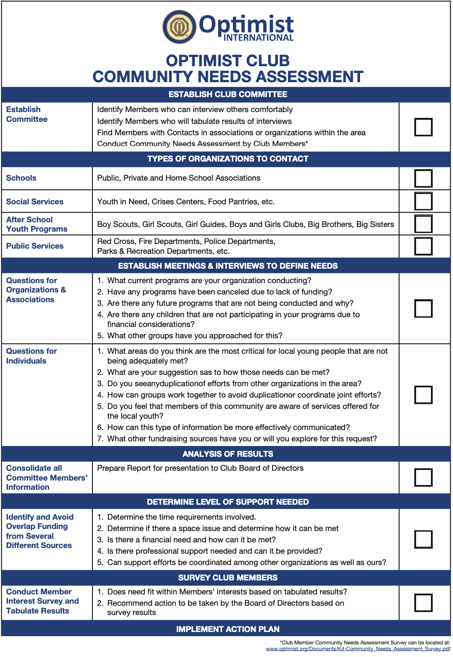 Optimist
INTERNATIONAL
OPTIMIST CLUB
COMMUNITY NEEDS ASSESSMENT
ESTABLISH CLUB COMMITTEE
Establish
Committee
Identify Members who can interview others comfortably
Identify Members who will tabulate results of interviews
Find Members with Contacts in associations or organizations within the area
Conduct Community Needs Assessment by Club Members*
TYPES OF ORGANIZATIONS TO CONTACT
Schools
Public, Private and Home School Associations
Social Services
Youth in Need, Crises Centers, Food Pantries, etc.
After School
Youth Programs
Boy Scouts, Girl Scouts, Girl Guides, Boys and Girls Clubs, Big Brothers, Big Sisters
Public Services
Red Cross, Fire Departments, Police Departments,
Parks & Recreation Departments, etc.
ESTABLISH MEETINGS & INTERVIEWS TO DEFINE NEEDS
Questions for
Organizations &
Associations
1. What current programs are your organization conducting?
2. Have any programs have been canceled due to lack of funding?
3. Are there any future programs that are not being conducted and why?
4. Are there any children that are not participating in your programs due to
financial considerations?
5. What other groups have you approached for this?
Questions for
Individuals
1. What areas do you think are the most critical for local young people that are not
being adequately met?
2. What are your suggestion sas to how those needs can be met?
3. Do you seeanyduplicationof efforts from other organizations in the area?
4. How can groups work together to avoid duplicationor coordinate joint efforts?
5. Do you feel that members of this community are aware of services offered for
the local youth?
6. How can this type of information be more effectively communicated?
7. What other fundraising sources have you or will you explore for this request?
ANALYSIS OF RESULTS
Consolidate all
Committee Members'
Information
Prepare Report for presentation to Club Board of Directors
DETERMINE LEVEL OF SUPPORT NEEDED
Identify and Avoid
Overlap Funding
from Several
Different Sources
1. Determine the time requirements involved.
2. Determine if there a space issue and determine how it can be met
3. Is there a financial need and how can it be met?
4. Is there professional support needed and can it be provided?
5. Can support efforts be coordinated among other organizations as well as ours?
SURVEY CLUB MEMBERS
Conduct Member
Interest Survey and
Tabulate Results
1. Does need fit within Members' interests based on tabulated results?
2. Recommend action to be taken by the Board of Directors based on
survey results
IMPLEMENT ACTION PLAN
*Club Member Community Needs Assessment Survey can be located at:
www.optimist.org/Documents/Kit-Community_Needs_Assessment_Survey.pdf